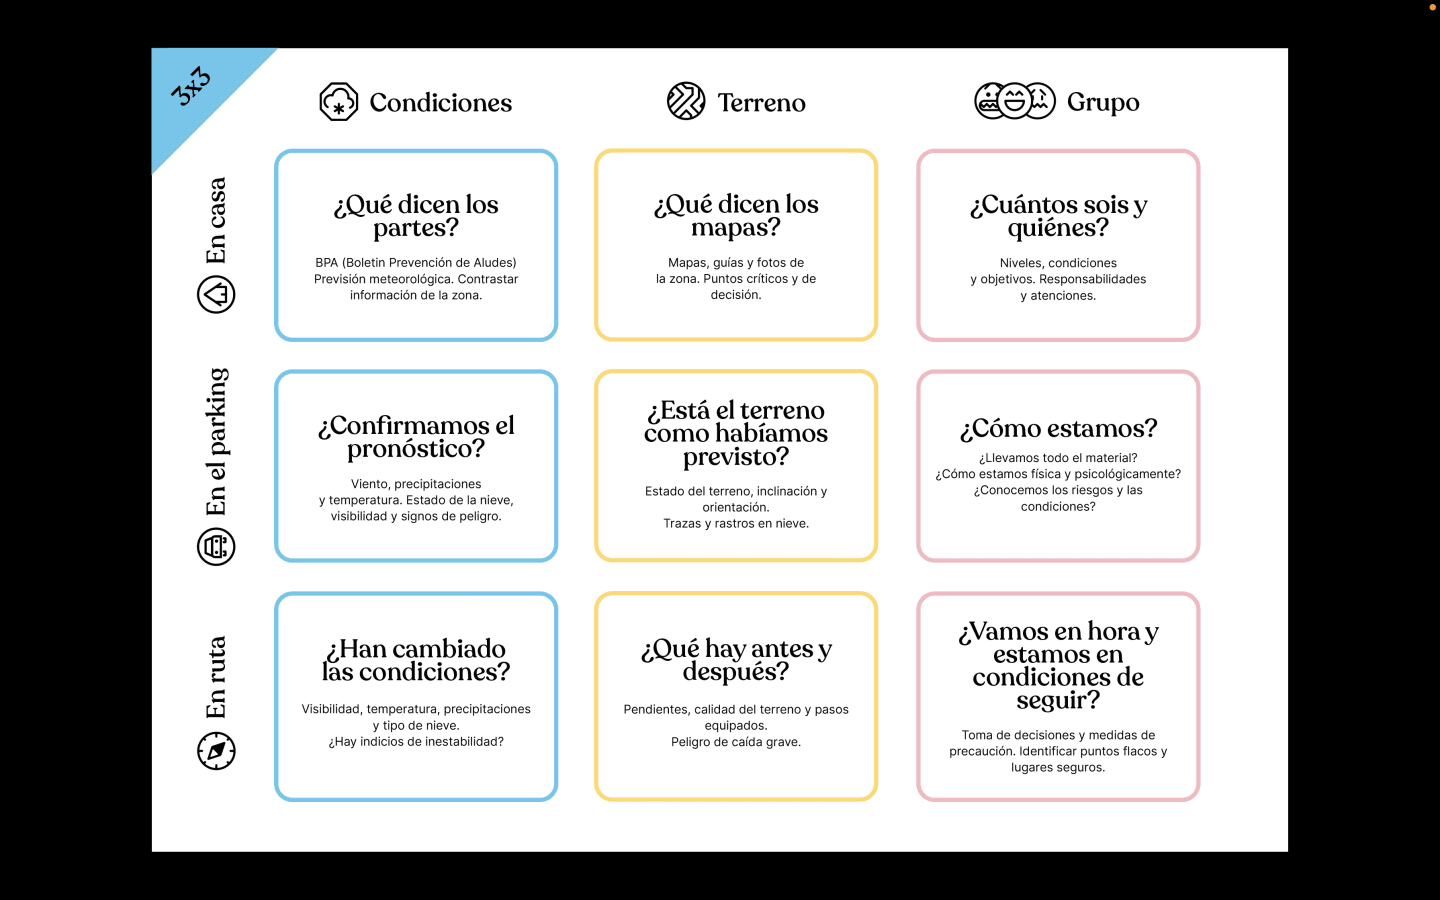 3x3
Condiciones
Terreno
Grupo
En casa
¿Qué dicen los
partes?
BPA (Boletin Prevención de Aludes)
Previsión meteorológica. Contrastar
información de la zona.
¿Qué dicen los
mapas?
Mapas, guías y fotos de
la zona. Puntos críticos y de
decisión.
¿Cuántos sois y
quiénes?
Niveles, condiciones
y objetivos. Responsabilidades
y atenciones.
En el parking
¿Confirmamos el
pronóstico?
Viento, precipitaciones
y temperatura. Estado de la nieve,
visibilidad y signos de peligro.
¿Está el terreno
como habíamos
previsto?
Estado del terreno, inclinación y
orientación.
Trazas y rastros en nieve.
¿Cómo estamos?
¿Llevamos todo el material?
¿Cómo estamos física y psicológicamente?
¿Conocemos los riesgos y las
condiciones?
En ruta
¿Han cambiado
las condiciones?
Visibilidad, temperatura, precipitaciones
y tipo de nieve.
¿Hay indicios de inestabilidad?
¿Qué hay antes y
después?
Pendientes, calidad del terreno y pasos
equipados.
Peligro de caída grave.
¿Vamos en hora y
estamos en
condiciones de
seguir?
Toma de decisiones y medidas de
precaución. Identificar puntos flacos y
lugares seguros.